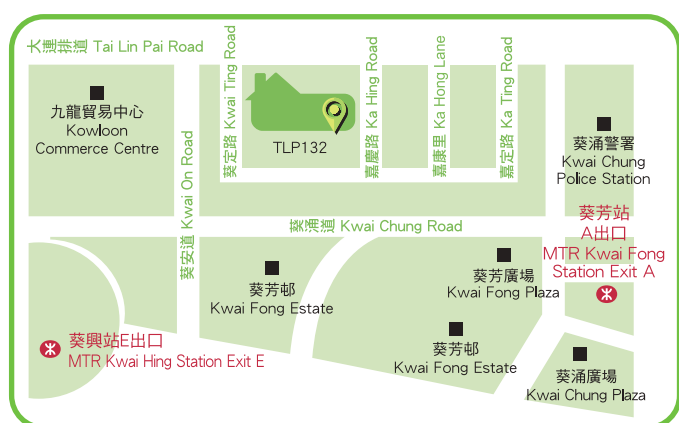 大連排道 Tai Lin Pai Road
九龍貿易中心
Kowloon
Commerce Centre
葵安道 Kwai On Road
葵定路 Kwai Ting Road
TLP132
嘉慶路 Ka Hing Road
嘉康里 Ka Hong Lane
嘉定路 Ka Ting Road
葵涌警署
Kwai Chung
Police Station
葵涌道 Kwai Chung Road
葵芳站
A出口
MTR Kwai Fong
Station Exit A
葵芳邨
Kwai Fong Estate
葵芳廣場
Kwai Fong Plaza
葵興站E出口
MTR Kwai Hing Station Exit E
葵芳邨
Kwai Fong Estate
葵涌廣場
Kwai Chung Plaza